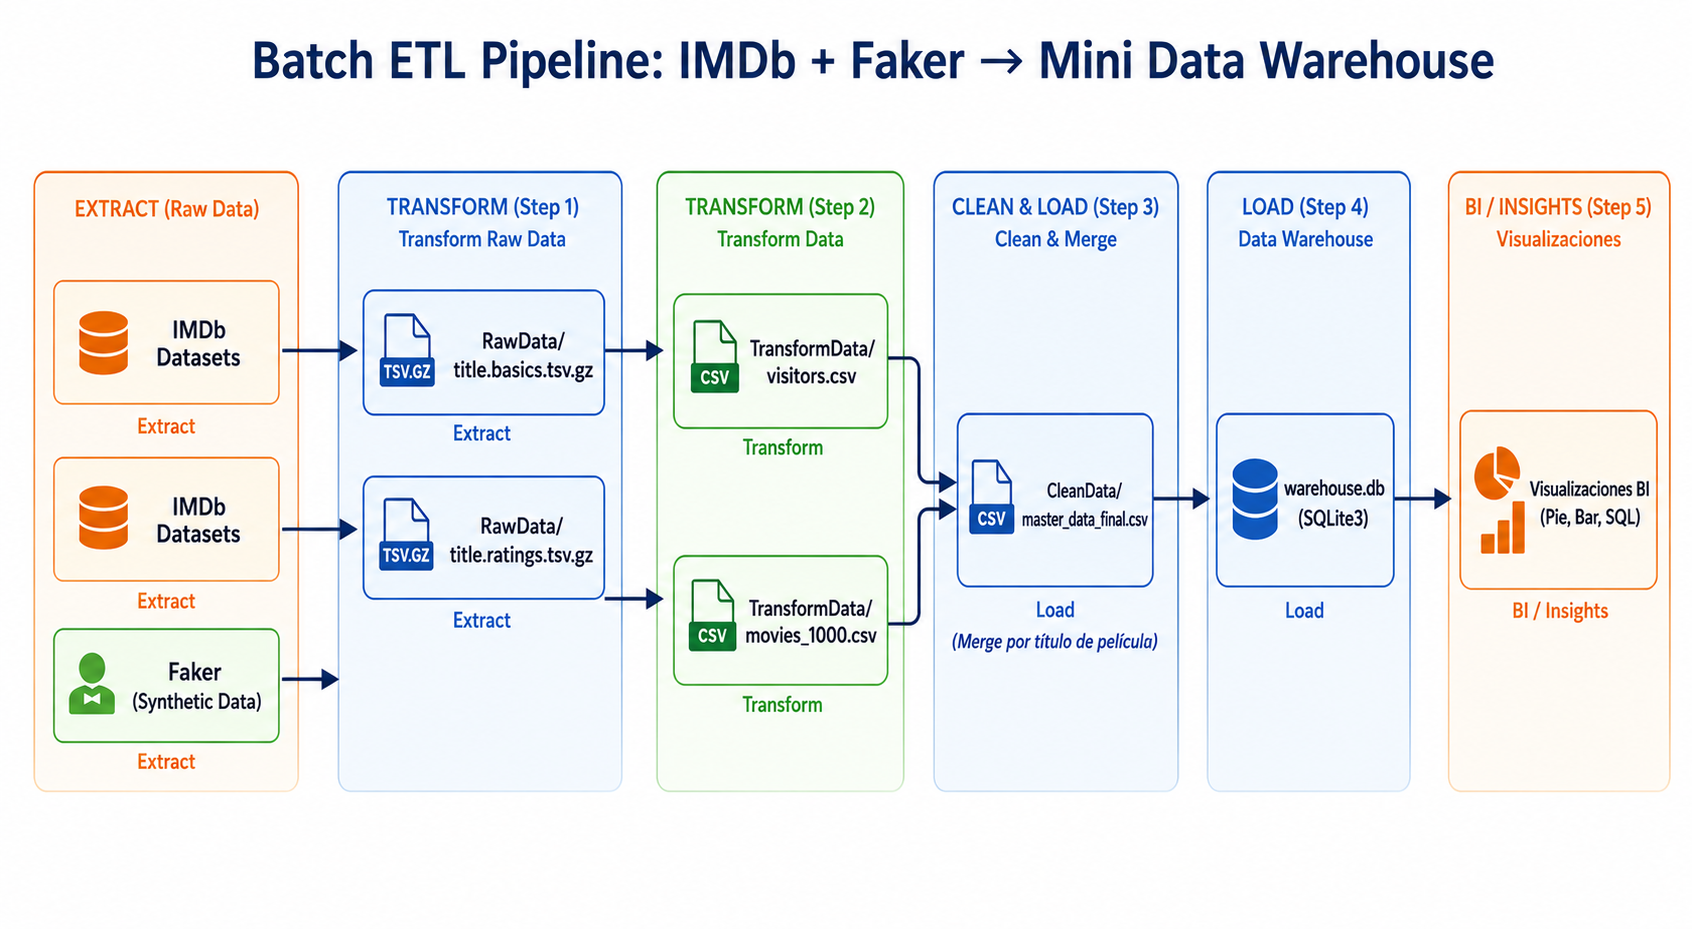 Batch ETL Pipeline: IMDb + Faker → Mini Data Warehouse
EXTRACT (Raw Data)
IMDb
Datasets
Extract
IMDb
Datasets
Extract
Faker
(Synthetic Data)
Extract
TRANSFORM (Step 1)
Transform Raw Data
TSV.GZ
RawData/
title.basics.tsv.gz
Extract
TSV.GZ
RawData/
title.ratings.tsv.gz
Extract
TRANSFORM (Step 2)
Transform Data
CSV
TransformData/
visitors.csv
Transform
CSV
TransformData/
movies_1000.csv
Transform
CLEAN & LOAD (Step 3)
Clean & Merge
CSV
CleanData/
master_data_final.csv
Load
(Merge por título de película)
LOAD (Step 4)
Data Warehouse
warehouse.db
(SQLite3)
Load
BI / INSIGHTS (Step 5)
Visualizaciones
Visualizaciones BI
(Pie, Bar, SQL)
BI / Insights